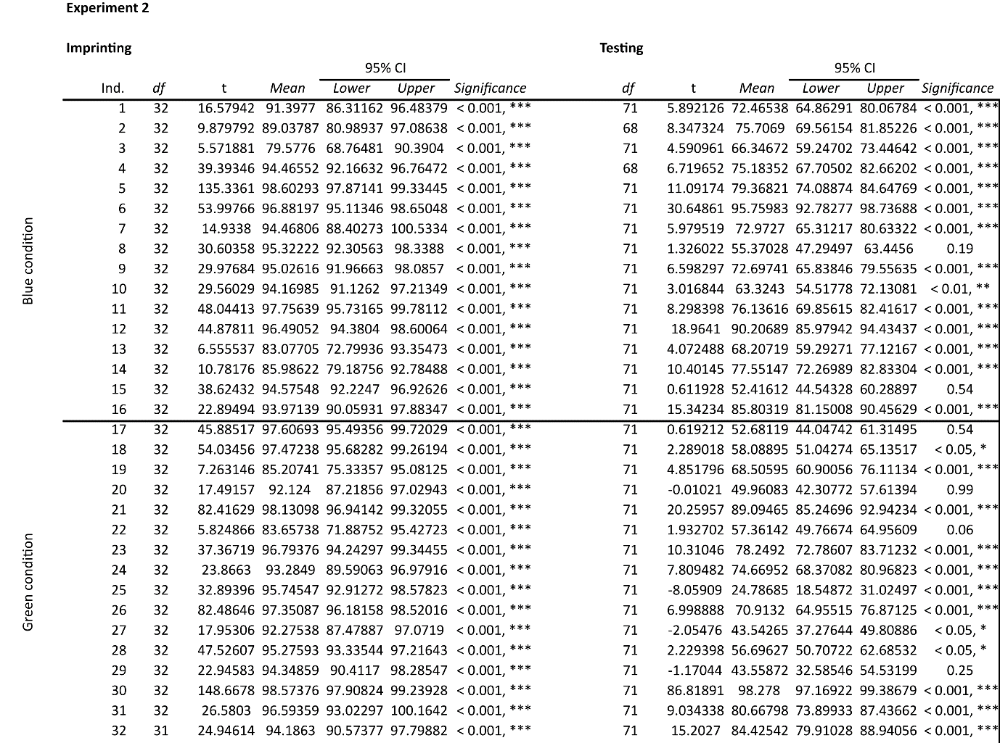 Experiment 2
Imprinting Testing
95% CI 95% CI
Ind. df t Mean Lower Upper Significance df t Mean Lower Upper Significance
Blue condition
1 32 16.57942 91.3977 86.31162 96.48379 < 0.001, *** 71 5.892126 72.46538 64.86291 80.06784 < 0.001, ***
2 32 9.879792 89.03787 80.98937 97.08638 < 0.001, *** 68 8.347324 75.7069 69.56154 81.85226 < 0.001, ***
3 32 5.571881 79.5776 68.76481 90.3904 < 0.001, *** 71 4.590961 66.34672 59.24702 73.44642 < 0.001, ***
4 32 39.39346 94.46552 92.16632 96.76472 < 0.001, *** 68 6.719652 75.18352 67.70502 82.66202 < 0.001, ***
5 32 135.3361 98.60293 97.87141 99.33445 < 0.001, *** 71 11.09174 79.36821 74.08874 84.64769 < 0.001, ***
6 32 53.99766 96.88197 95.11346 98.65048 < 0.001, *** 71 30.64861 95.75983 92.78277 98.73688 < 0.001, ***
7 32 14.9338 94.46806 88.40273 100.5334 < 0.001, *** 71 5.979519 72.9727 65.31217 80.63322 < 0.001, ***
8 32 30.60358 95.32222 92.30563 98.3388 < 0.001, *** 71 1.326022 55.37028 47.29497 63.4456 0.19
9 32 29.97684 95.02616 91.96663 98.0857 < 0.001, *** 71 6.598297 72.69741 65.83846 79.55635 < 0.001, ***
10 32 29.56029 94.16985 91.1262 97.21349 < 0.001, *** 71 3.016844 63.3243 54.51778 72.13081 < 0.01, **
11 32 48.04413 97.75639 95.73165 99.78112 < 0.001, *** 71 8.298398 76.13616 69.85615 82.41617 < 0.001, ***
12 32 44.87811 96.49052 94.3804 98.60064 < 0.001, *** 71 18.9641 90.20689 85.97942 94.43437 < 0.001, ***
13 32 6.555537 83.07705 72.79936 93.35473 < 0.001, *** 71 4.072488 68.20719 59.29271 77.12167 < 0.001, ***
14 32 10.78176 85.98622 79.18756 92.78488 < 0.001, *** 71 10.40145 77.55147 72.26989 82.83304 < 0.001, ***
15 32 38.62432 94.57548 92.2247 96.92626 < 0.001, *** 71 0.611928 52.41612 44.54328 60.28897 0.54
16 32 22.89494 93.97139 90.05931 97.88347 < 0.001, *** 71 15.34234 85.80319 81.15008 90.45629 < 0.001, ***
Green condition
17 32 45.88517 97.60693 95.49356 99.72029 < 0.001, *** 71 0.619212 52.68119 44.04742 61.31495 0.54
18 32 54.03456 97.47238 95.68282 99.26194 < 0.001, *** 71 2.289018 58.08895 51.04274 65.13517 < 0.05, *
19 32 7.263146 85.20741 75.33357 95.08125 < 0.001, *** 71 4.851796 68.50595 60.90056 76.11134 < 0.001, ***
20 32 17.49157 92.124 87.21856 97.02943 < 0.001, *** 71 -0.01021 49.96083 42.30772 57.61394 0.99
21 32 82.41629 98.13098 96.94142 99.32055 < 0.001, *** 71 20.25957 89.09465 85.24696 92.94234 < 0.001, ***
22 32 5.824866 83.65738 71.88752 95.42723 < 0.001, *** 71 1.932702 57.36142 49.76674 64.95609 0.06
23 32 37.36719 96.79376 94.24297 99.34455 < 0.001, *** 71 10.31046 78.2492 72.78607 83.71232 < 0.001, ***
24 32 23.8663 93.2849 89.59063 96.97916 < 0.001, *** 71 7.809482 74.66952 68.37082 80.96823 < 0.001, ***
25 32 32.89396 95.74547 92.91272 98.57823 < 0.001, *** 71 -8.05909 24.78685 18.54872 31.02497 < 0.001, ***
26 32 82.48646 97.35087 96.18158 98.52016 < 0.001, *** 71 6.998888 70.9132 64.95515 76.87125 < 0.001, ***
27 32 17.95306 92.27538 87.47887 97.0719 < 0.001, *** 71 -2.05476 43.54265 37.27644 49.80886 < 0.05, *
28 32 47.52607 95.27593 93.33544 97.21643 < 0.001, *** 71 2.229398 56.69627 50.70722 62.68532 < 0.05, *
29 32 22.94583 94.34859 90.4117 98.28547 < 0.001, *** 71 -1.17044 43.55872 32.58546 54.53199 0.25
30 32 148.6678 98.57376 97.90824 99.23928 < 0.001, *** 71 86.81891 98.278 97.16922 99.38679 < 0.001, ***
31 32 26.5803 96.59359 93.02297 100.1642 < 0.001, *** 71 9.034338 80.66798 73.89933 87.43662 < 0.001, ***
32 31 24.94614 94.1863 90.57377 97.79882 < 0.001, *** 71 15.2027 84.42542 79.91028 88.94056 < 0.001, ***